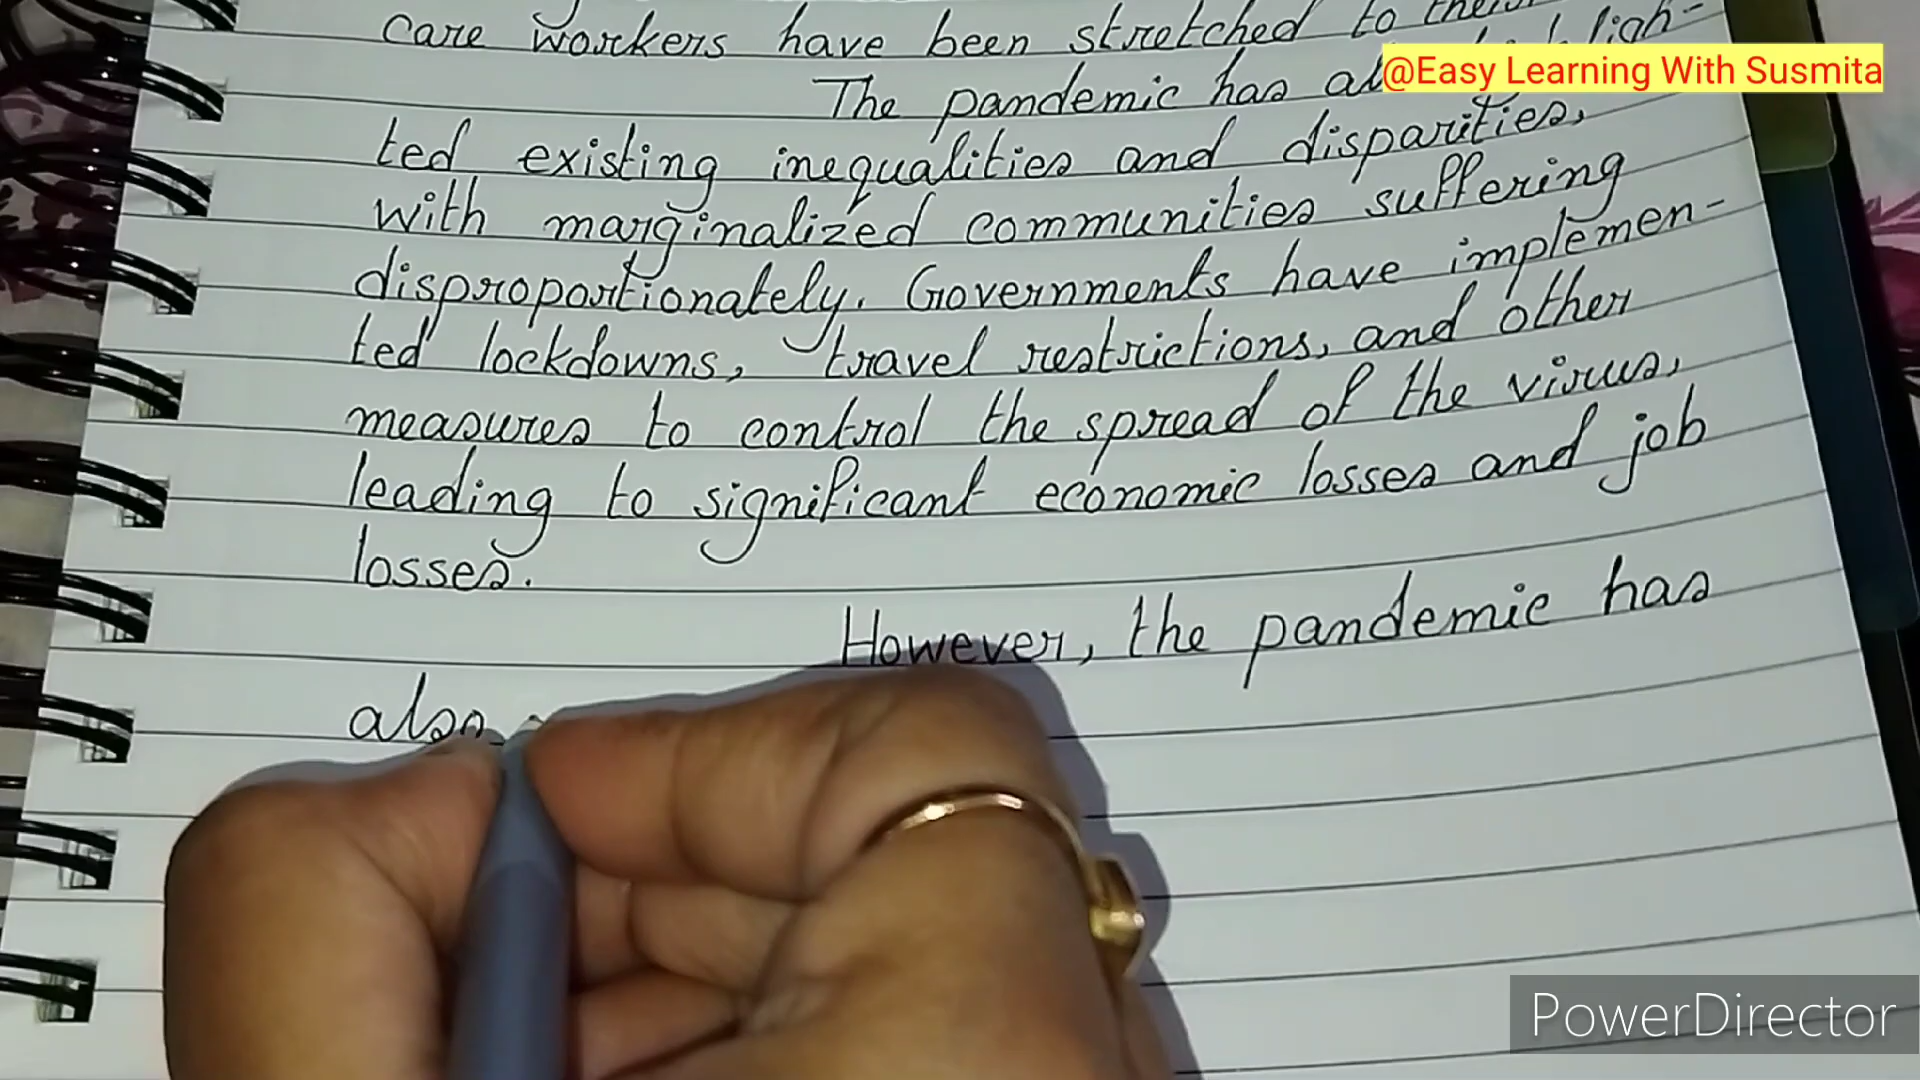 care workers have been stretched to their
@Easy Learning With Susmita
The pandemic has high-
ted existing inequalities and disparities,
with marginalized communities suffering
disproportionately. Governments have implemen-
ted lockdowns, travel restrictions, and other
measures to control the spread of the virus,
leading to significant economic losses and job
losses.
However, the pandemic has
also
PowerDirector